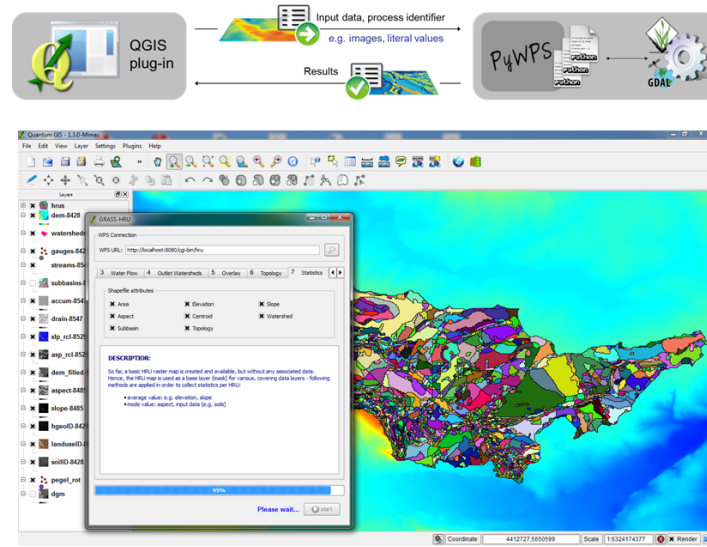 QGIS
plug-in
Input data, process identifier
e.g. images, literal values
Results
PyWPS
Python
Python
Python
GDAL
Quantum GIS - 1.3.0-Mimas
File Edit View Layer Settings Plugins Help
Layers
hrus
dem-8428
watersheds
gauges-842
streams-854
subbasins-8
accum-854
drain-8547
slp_rcl-852
asp_rcl-852
dem_filled-
aspect-8485
slope-8485
hgeoID-842
landuseID-8
soilID-8428
pegel_rot
dgm
GRASS-HRU
WPS Connection
WPS URL: http://localhost:8080/cgi-bin/hru
3 Water Flow 4 Outlet Watersheds 5 Overlay 6 Topology 7 Statistics
Shapefile attributes
Area Elevation Slope
Aspect Centroid Watershed
Subbasin Topology
DESCRIPTION:
So far, a basic HRU raster map is created and available, but without any associated data.
Hence, the HRU map is used as a base layer (mask) for various, covering data layers - following
methods are applied in order to collect statistics per HRU:
• average value: e.g. elevation, slope
• mode value: aspect, input data (e.g. soils)
95%
Please wait... start
Coordinate: 4412727,5650599 Scale 1:6324174377 Render